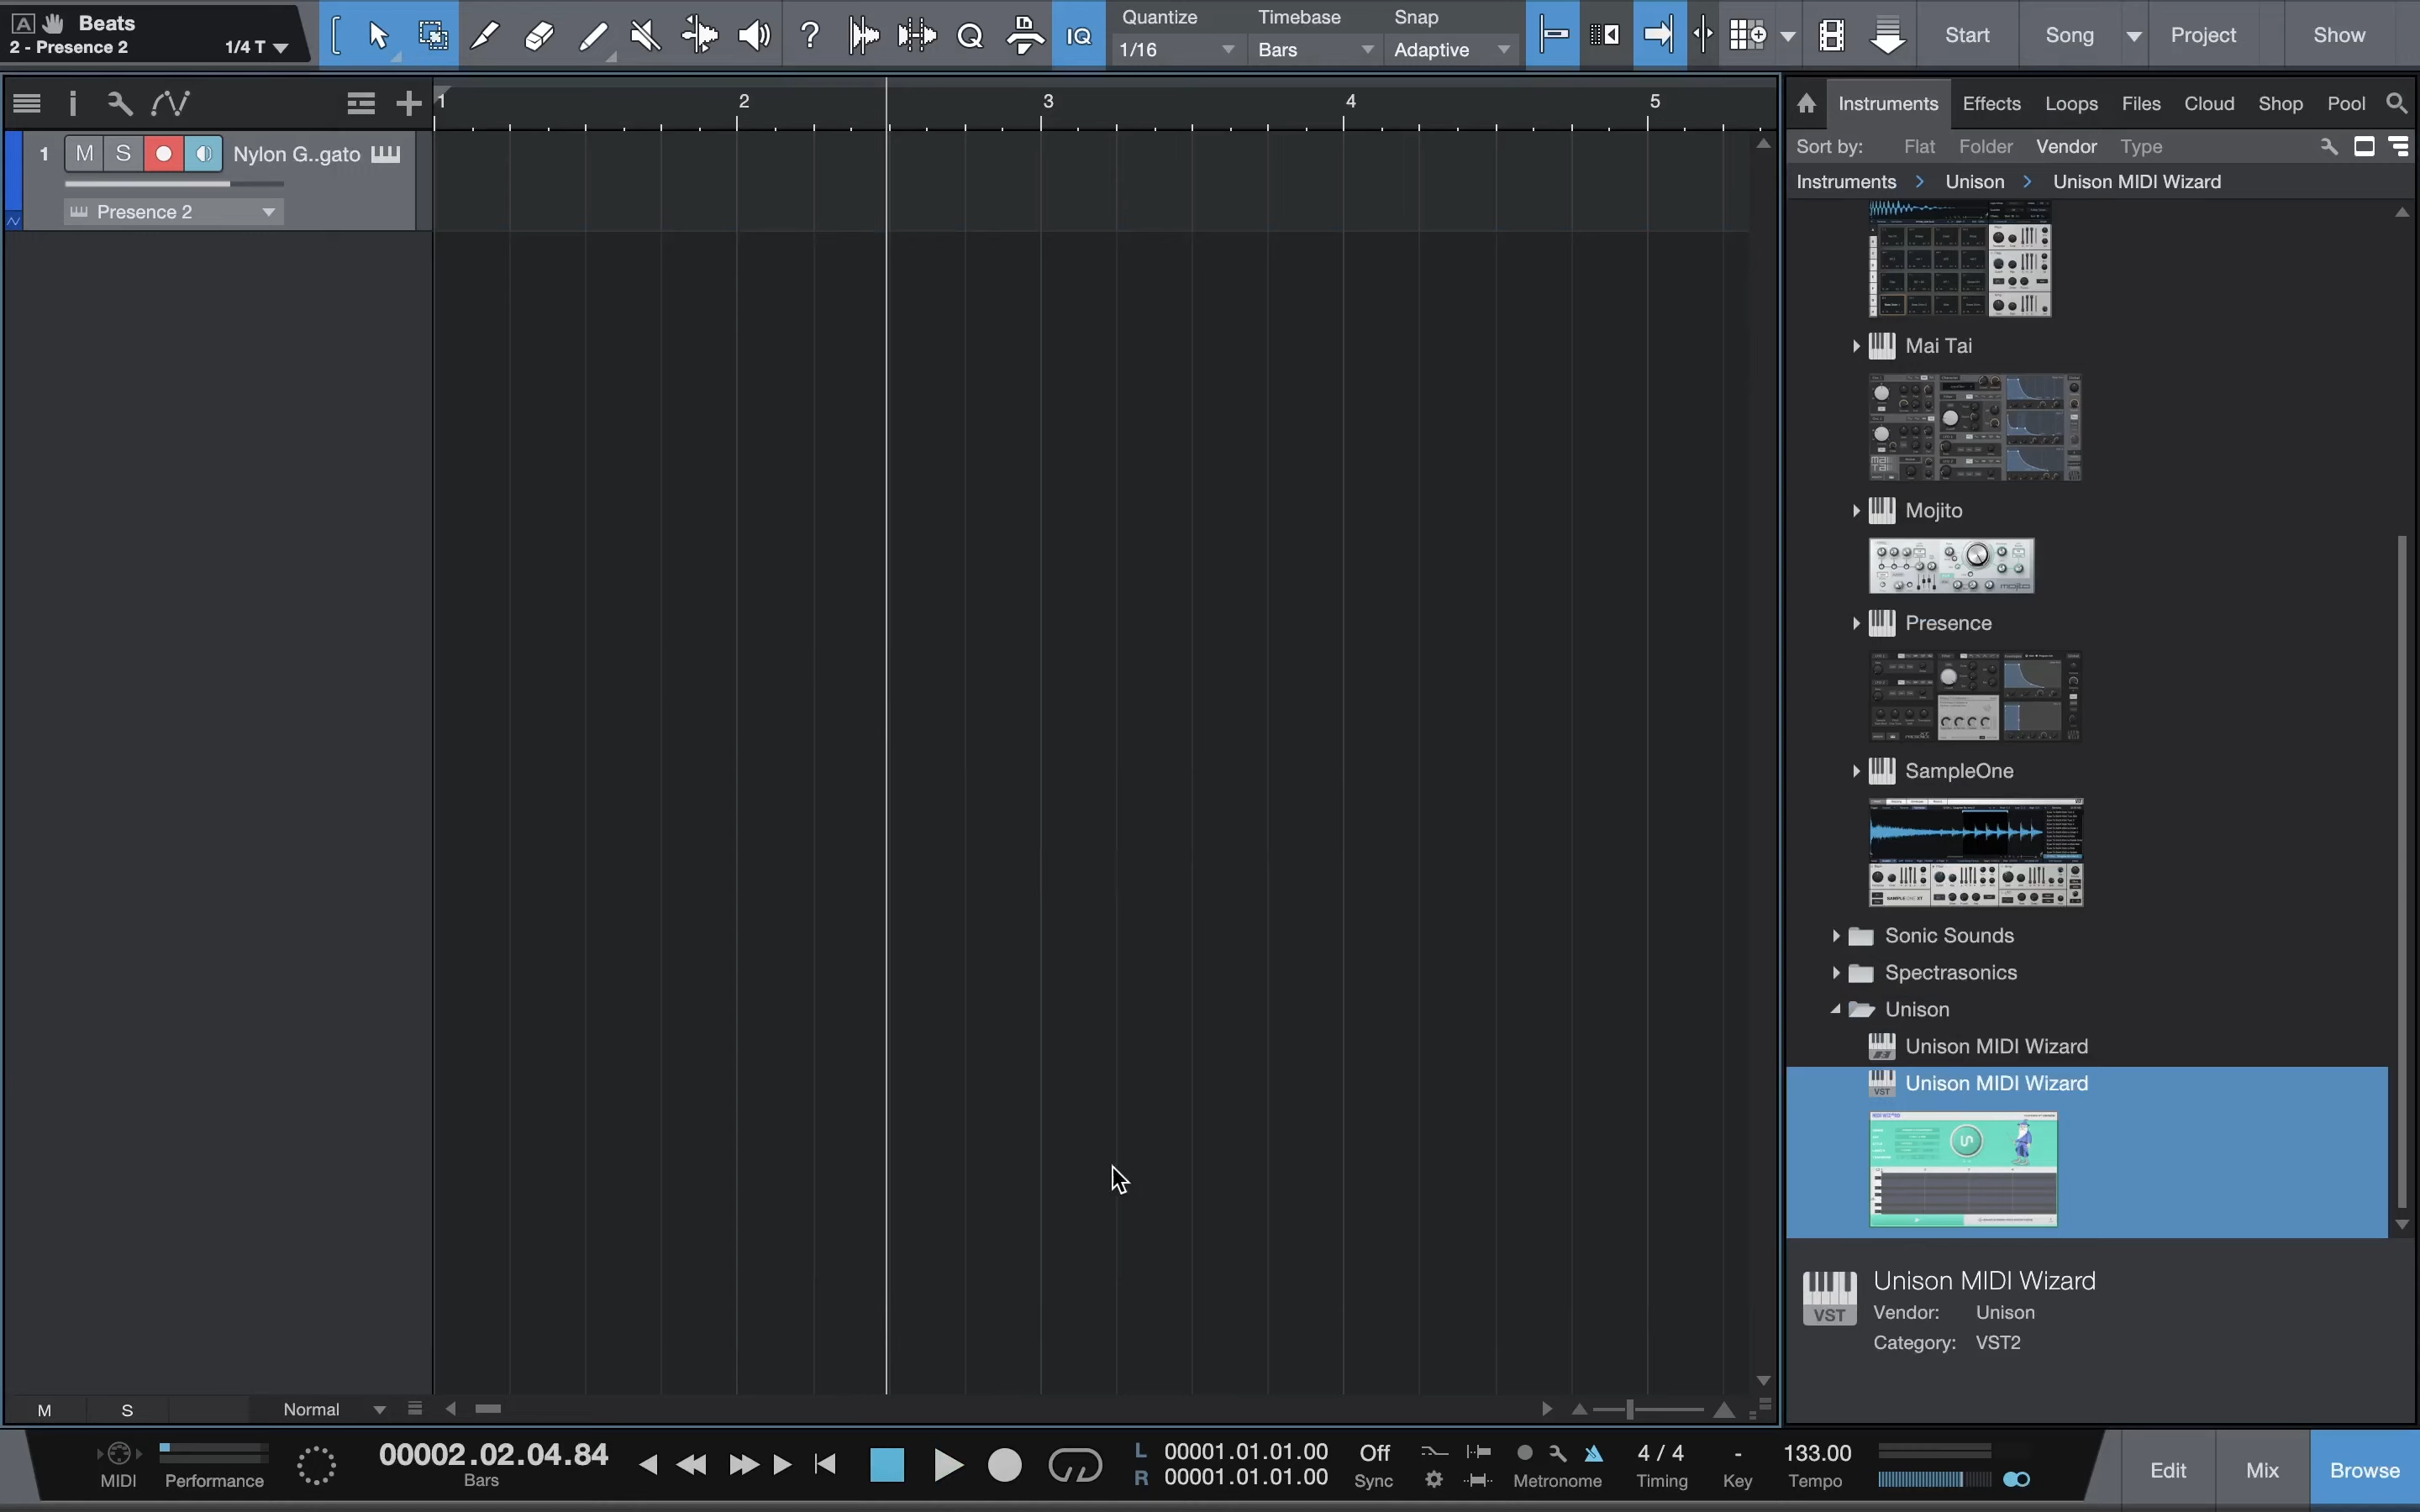 A Beats
2 - Presence 2 1/4 T
Quantize Timebase Snap
1/16 Bars Adaptive
IQ
Start Song Project Show
1 2 3 4 5
1 M S Nylon G..gato
Presence 2
Instruments Effects Loops Files Cloud Shop Pool
Sort by: Flat Folder Vendor Type
Instruments > Unison > Unison MIDI Wizard
Mai Tai
Mojito
Presence
SampleOne
Sonic Sounds
Spectrasonics
Unison
Unison MIDI Wizard
VST Unison MIDI Wizard
Unison MIDI Wizard
VST
Vendor: Unison
Category: VST2
M S Normal
MIDI Performance
00002.02.04.84
Bars
L 00001.01.01.00
R 00001.01.01.00
Off
Sync
Metronome
4 / 4
Timing
-
Key
133.00
Tempo
Edit Mix Browse